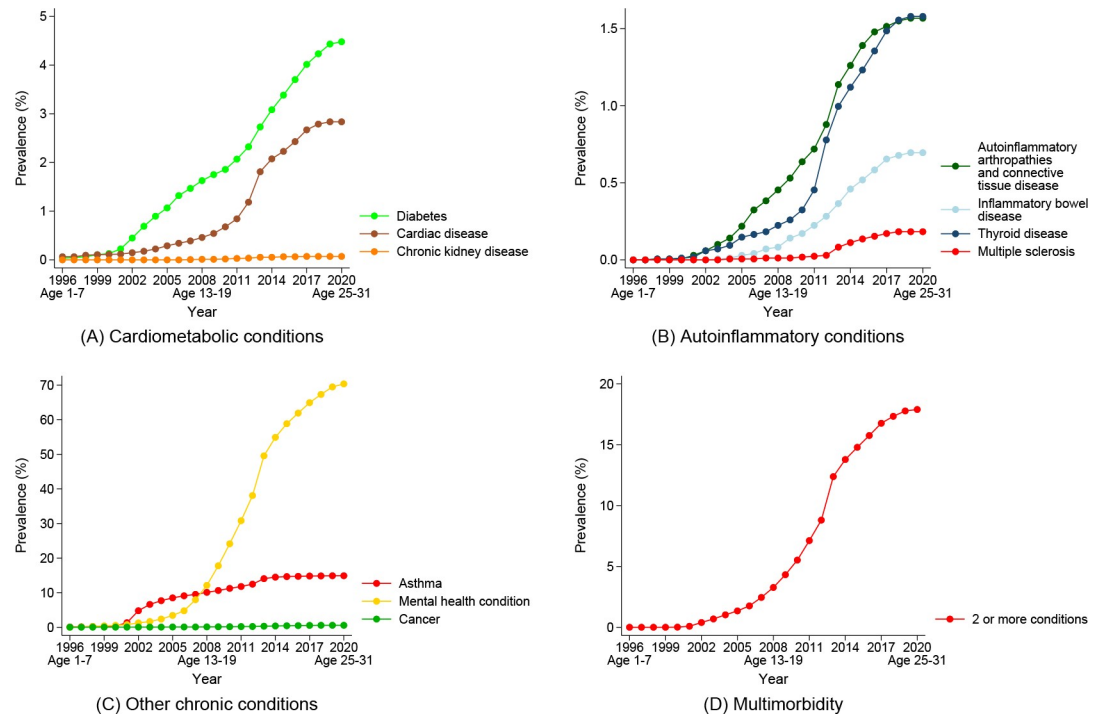 5
4
3
2
1
0
Prevalence (%)
1996 1999 2002 2005 2008 2011 2014 2017 2020
Age 1-7 Age 13-19 Age 25-31
Year
Diabetes
Cardiac disease
Chronic kidney disease
(A) Cardiometabolic conditions
1.5
1.0
0.5
0.0
Prevalence (%)
1996 1999 2002 2005 2008 2011 2014 2017 2020
Age 1-7 Age 13-19 Age 25-31
Year
Autoinflammatory
arthropathies
and connective
tissue disease
Inflammatory bowel
disease
Thyroid disease
Multiple sclerosis
(B) Autoinflammatory conditions
70
60
50
40
30
20
10
0
Prevalence (%)
1996 1999 2002 2005 2008 2011 2014 2017 2020
Age 1-7 Age 13-19 Age 25-31
Year
Asthma
Mental health condition
Cancer
(C) Other chronic conditions
20
15
10
5
0
Prevalence (%)
1996 1999 2002 2005 2008 2011 2014 2017 2020
Age 1-7 Age 13-19 Age 25-31
Year
2 or more conditions
(D) Multimorbidity